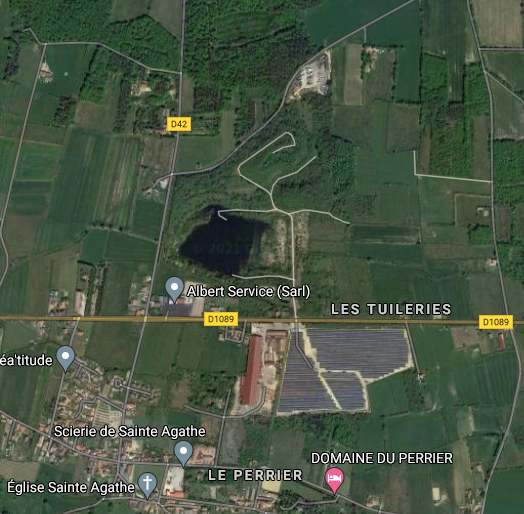 D42
© 2021 G
Albert Service (Sarl)
LES TUILERIES
D1089
D1089
éa'titude
Scierie de Sainte Agathe
DOMAINE DU PERRIER
LE PERRIER
Église Sainte Agathe